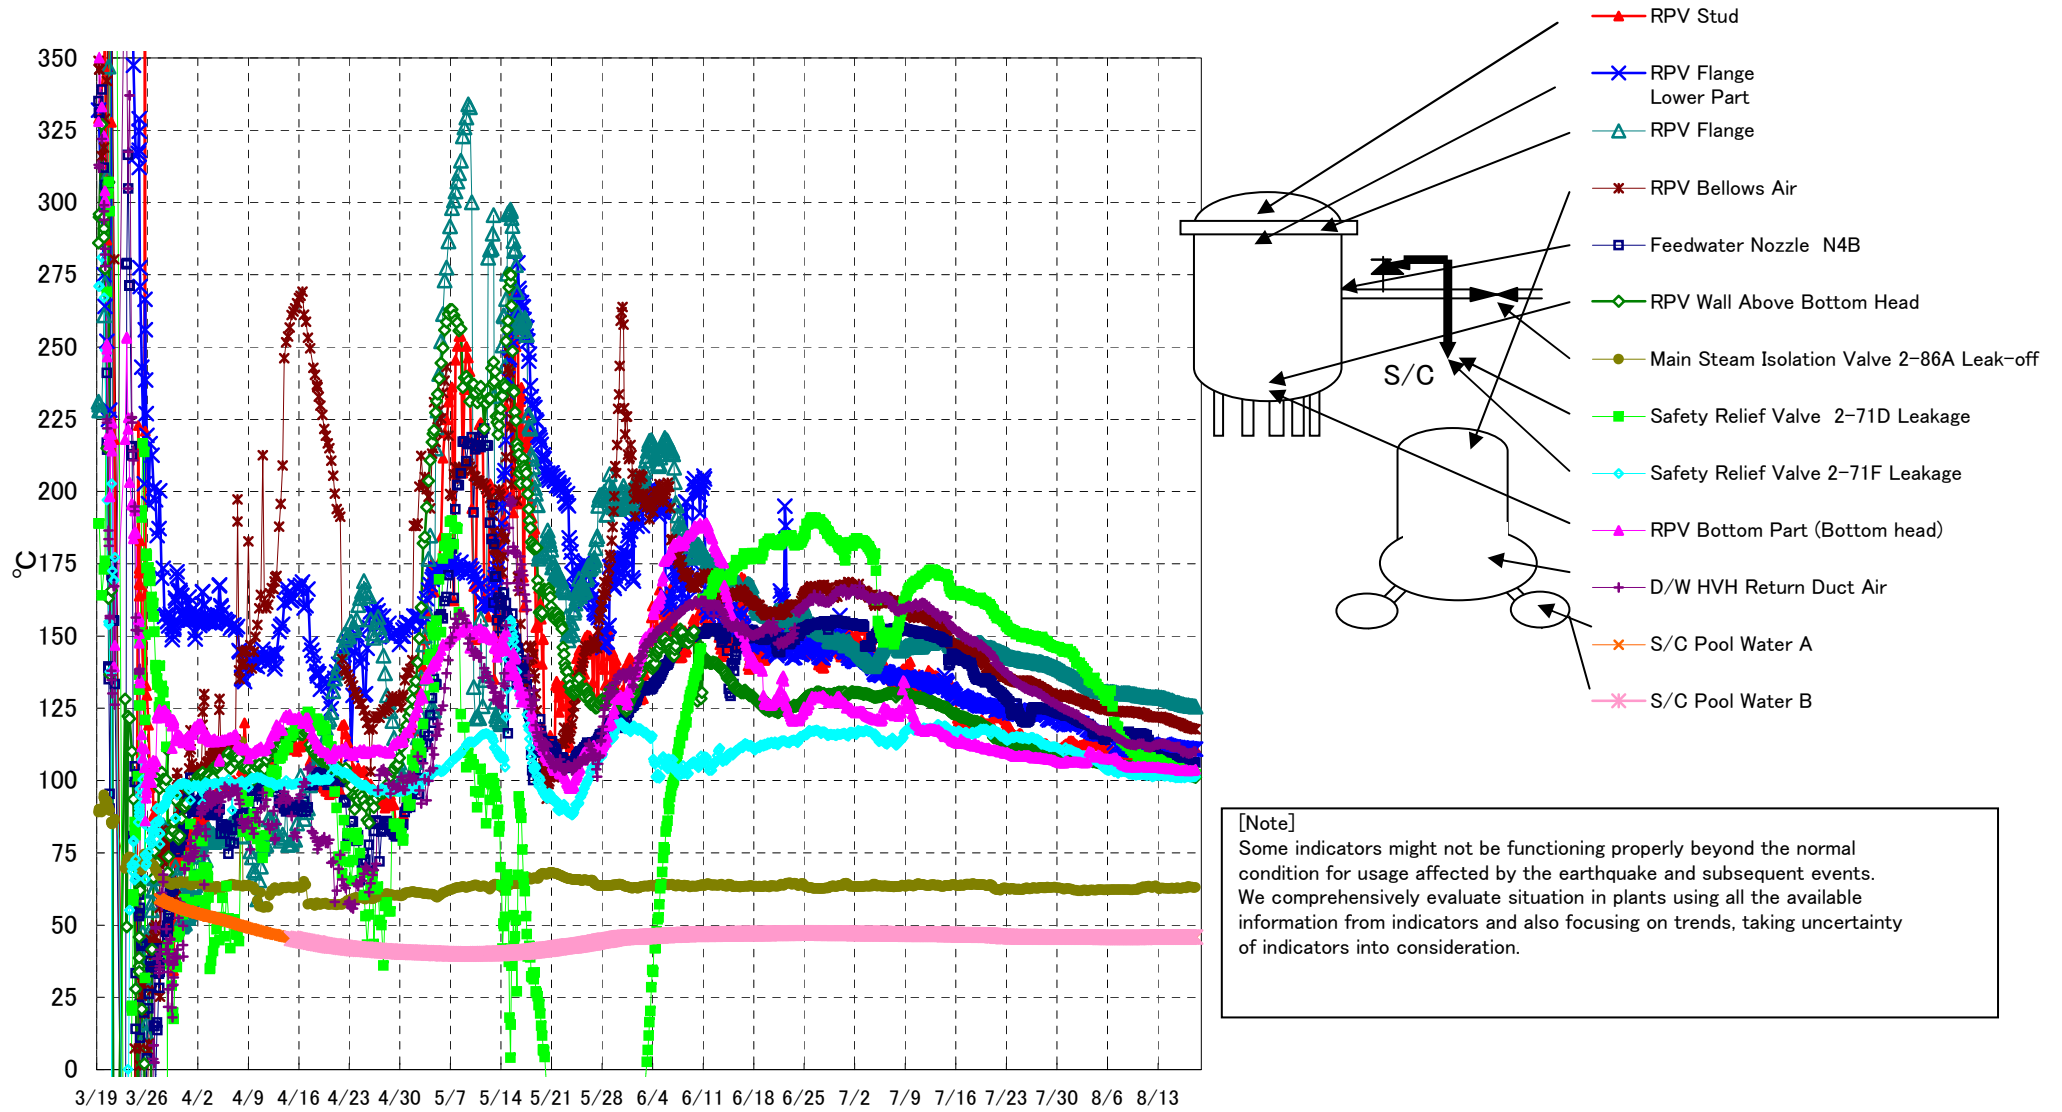 350
325
300
275
250
225
200
175
150
125
100
75
50
25
0
℃
3/19 3/26 4/2 4/9 4/16 4/23 4/30 5/7 5/14 5/21 5/28 6/4 6/11 6/18 6/25 7/2 7/9 7/16 7/23 7/30 8/6 8/13
RPV Stud
RPV Flange
Lower Part
RPV Flange
RPV Bellows Air
Feedwater Nozzle N4B
RPV Wall Above Bottom Head
Main Steam Isolation Valve 2-86A Leak-off
Safety Relief Valve 2-71D Leakage
Safety Relief Valve 2-71F Leakage
RPV Bottom Part (Bottom head)
D/W HVH Return Duct Air
S/C Pool Water A
S/C Pool Water B
S/C
[Note]
Some indicators might not be functioning properly beyond the normal
condition for usage affected by the earthquake and subsequent events.
We comprehensively evaluate situation in plants using all the available
information from indicators and also focusing on trends, taking uncertainty
of indicators into consideration.